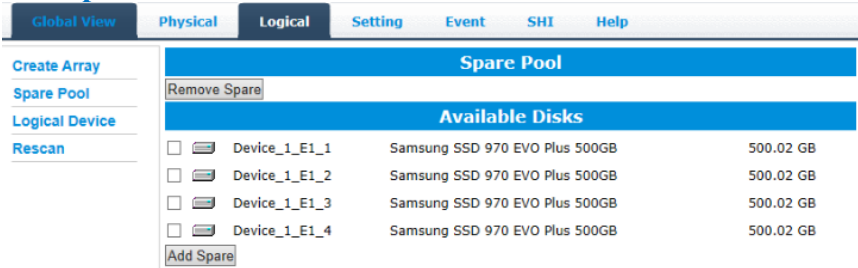 Global View Physical Logical Setting Event SHI Help
Create Array
Spare Pool
Logical Device
Rescan
Spare Pool
Remove Spare
Available Disks
Device_1_E1_1 Samsung SSD 970 EVO Plus 500GB 500.02 GB
Device_1_E1_2 Samsung SSD 970 EVO Plus 500GB 500.02 GB
Device_1_E1_3 Samsung SSD 970 EVO Plus 500GB 500.02 GB
Device_1_E1_4 Samsung SSD 970 EVO Plus 500GB 500.02 GB
Add Spare